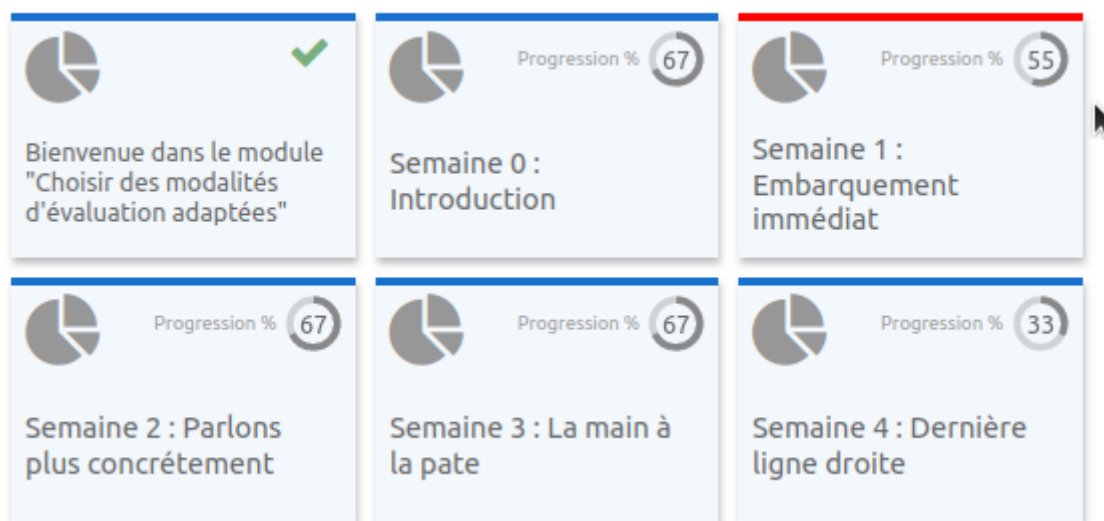 Bienvenue dans le module
"Choisir des modalités
d'évaluation adaptées"
Progression % 67
Semaine 0 :
Introduction
Progression % 55
Semaine 1 :
Embarquement
immédiat
Progression % 67
Semaine 2 : Parlons
plus concrétement
Progression % 67
Semaine 3 : La main à
la pate
Progression % 33
Semaine 4 : Dernière
ligne droite